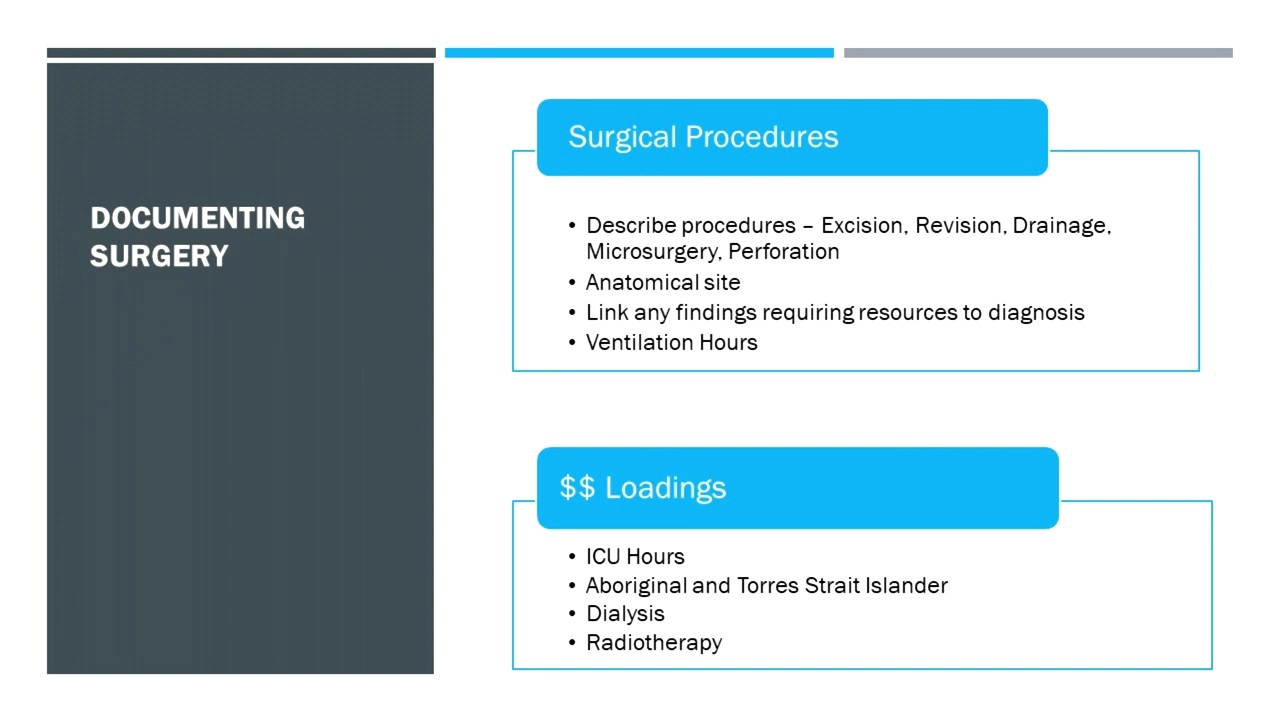 DOCUMENTING
SURGERY
Surgical Procedures
• Describe procedures – Excision, Revision, Drainage,
Microsurgery, Perforation
• Anatomical site
• Link any findings requiring resources to diagnosis
• Ventilation Hours
$$ Loadings
• ICU Hours
• Aboriginal and Torres Strait Islander
• Dialysis
• Radiotherapy